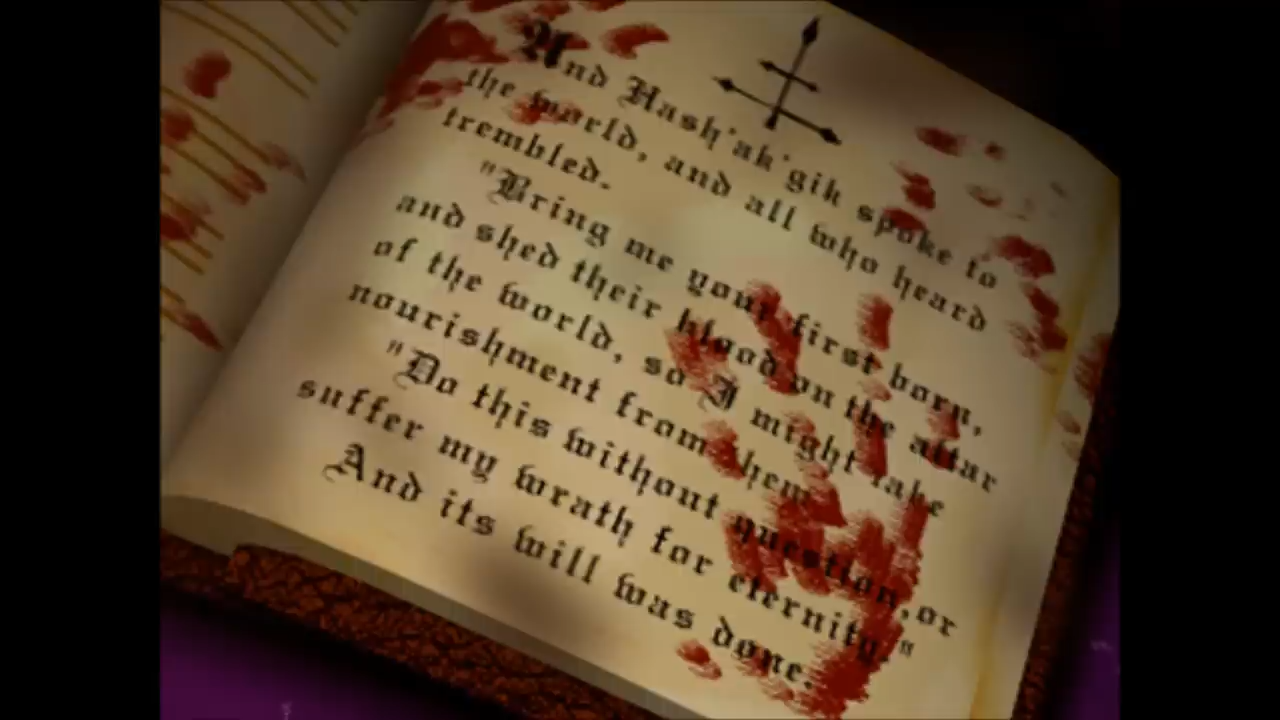 And Hash'ak'gik spoke to
the world, and all who heard
trembled.
"Bring me your first born,
and shed their blood on the altar
of the world, so I might take
nourishment from them
"Do this without question, or
suffer my wrath for eternity."
And its will was done.